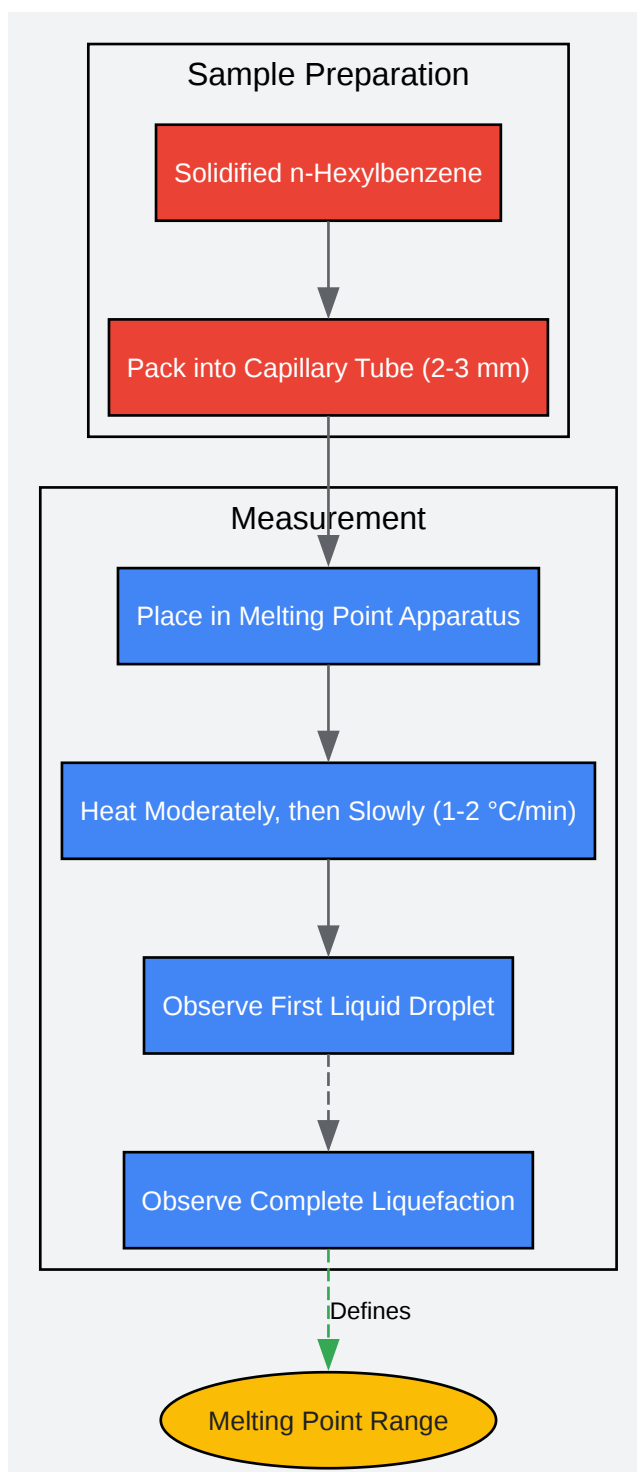 Sample Preparation
Solidified n-Hexylbenzene
Pack into Capillary Tube (2-3 mm)
Measurement
Place in Melting Point Apparatus
Heat Moderately, then Slowly (1-2 °C/min)
Observe First Liquid Droplet
Observe Complete Liquefaction
Defines
Melting Point Range